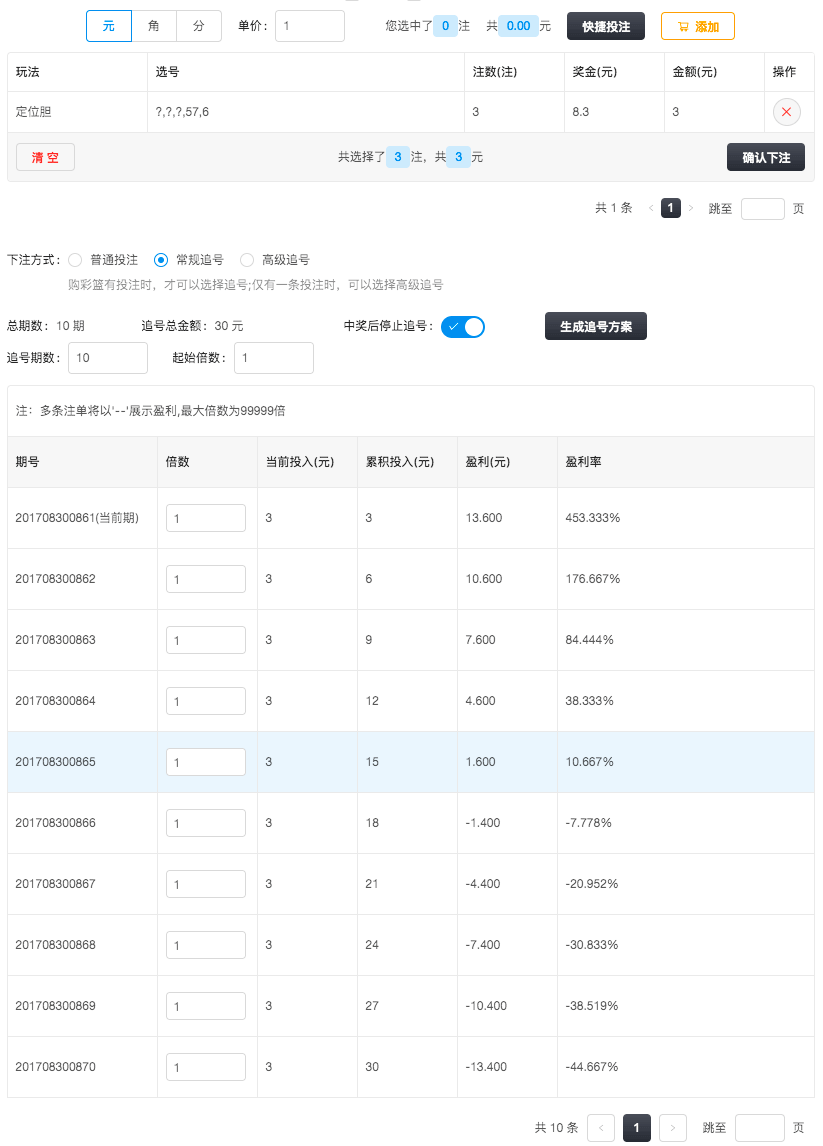 元 角 分 单价: 1 您选中了 0 注 共 0.00 元 快捷投注 添加
玩法 选号 注数(注) 奖金(元) 金额(元) 操作
定位胆 ?,?,?,57,6 3 8.3 3
清 空 共选择了 3 注，共 3 元 确认下注
共 1 条 < 1 > 跳至 页
下注方式: 普通投注 常规追号 高级追号
购彩篮有投注时，才可以选择追号;仅有一条投注时，可以选择高级追号
总期数: 10 期 追号总金额: 30 元 中奖后停止追号: 生成追号方案
追号期数: 10 起始倍数: 1
注：多条注单将以'--'展示盈利,最大倍数为99999倍
期号 倍数 当前投入(元) 累积投入(元) 盈利(元) 盈利率
201708300861(当前期) 1 3 3 13.600 453.333%
201708300862 1 3 6 10.600 176.667%
201708300863 1 3 9 7.600 84.444%
201708300864 1 3 12 4.600 38.333%
201708300865 1 3 15 1.600 10.667%
201708300866 1 3 18 -1.400 -7.778%
201708300867 1 3 21 -4.400 -20.952%
201708300868 1 3 24 -7.400 -30.833%
201708300869 1 3 27 -10.400 -38.519%
201708300870 1 3 30 -13.400 -44.667%
共 10 条 < 1 > 跳至 页